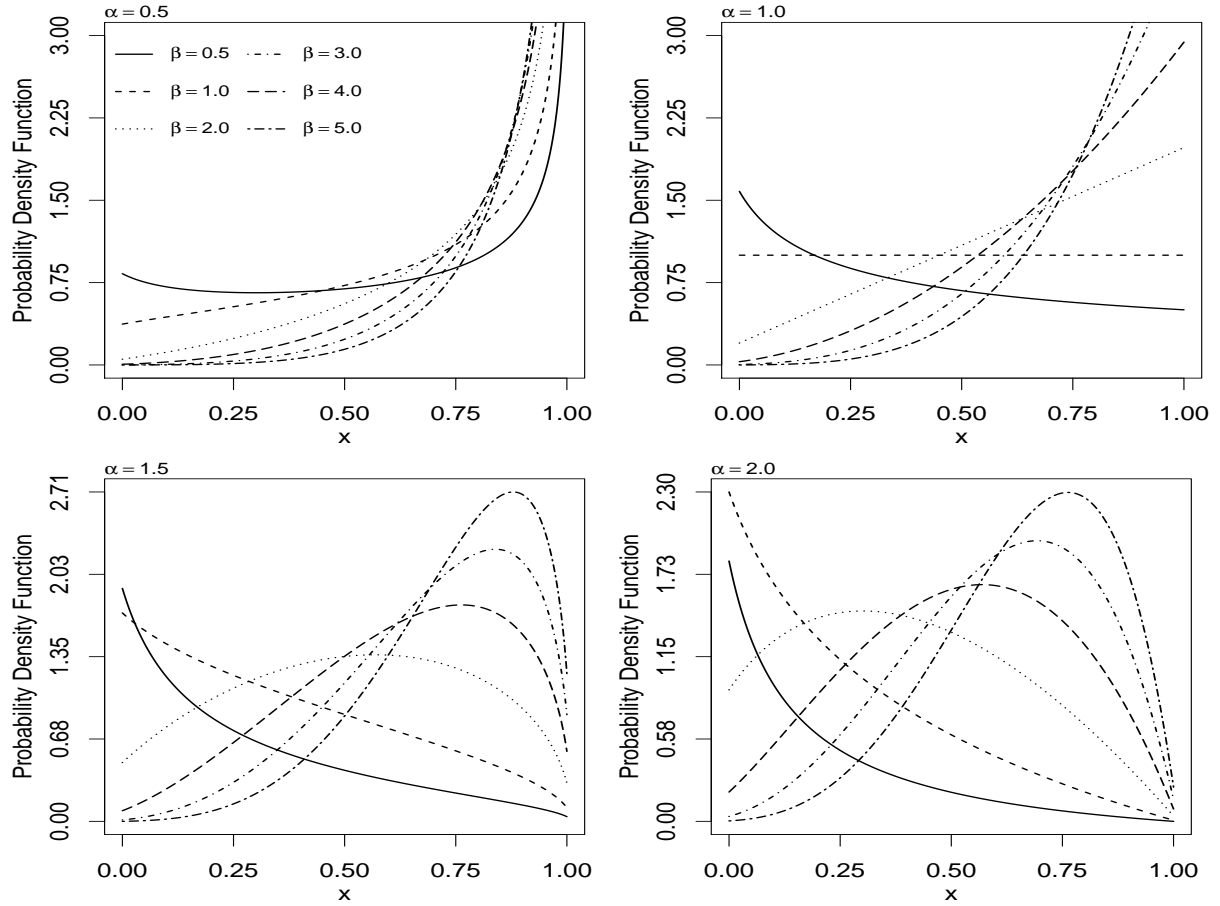 α = 0.5
Probability Density Function
0.00 0.75 1.50 2.25 3.00
β = 0.5 β = 3.0
β = 1.0 β = 4.0
β = 2.0 β = 5.0
0.00 0.25 0.50 0.75 1.00
x
α = 1.0
Probability Density Function
0.00 0.75 1.50 2.25 3.00
0.00 0.25 0.50 0.75 1.00
x
α = 1.5
Probability Density Function
0.00 0.68 1.35 2.03 2.71
0.00 0.25 0.50 0.75 1.00
x
α = 2.0
Probability Density Function
0.00 0.58 1.15 1.73 2.30
0.00 0.25 0.50 0.75 1.00
x